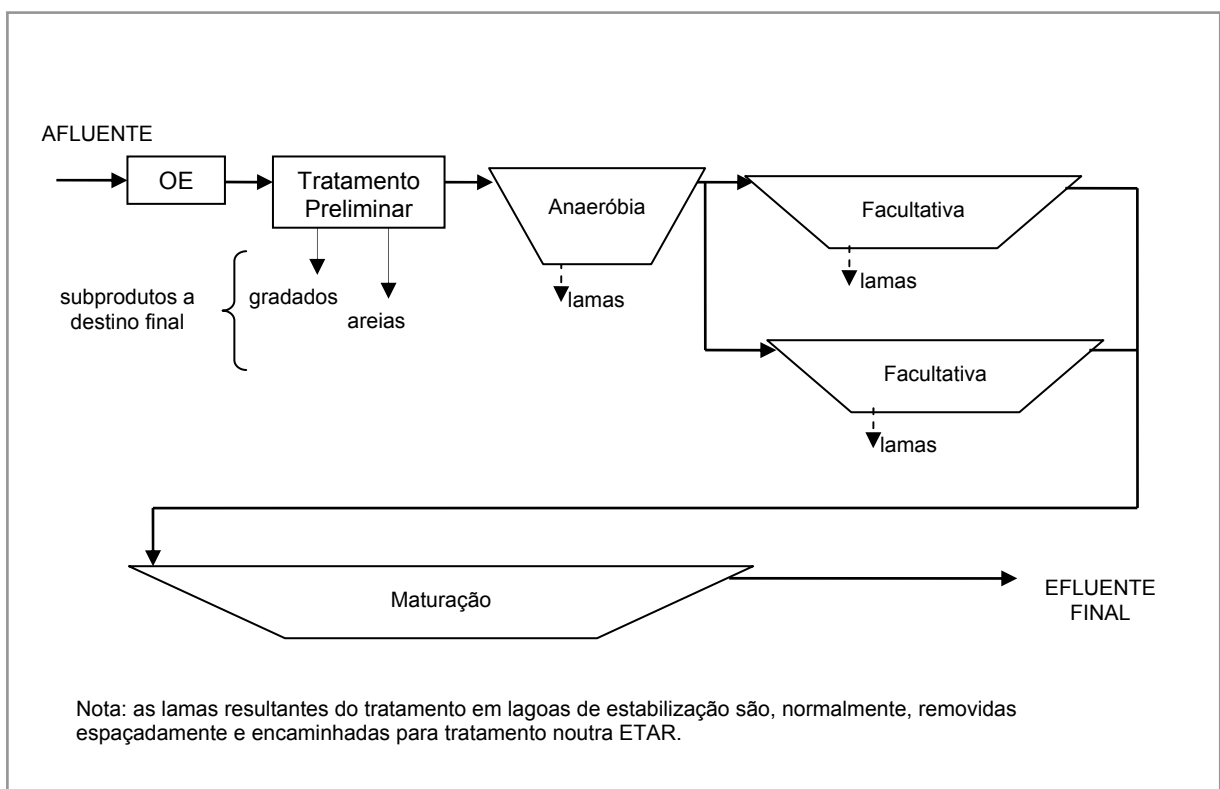 AFLUENTE
OE
Tratamento
Preliminar
Anaeróbia
Facultativa
subprodutos a
destino final
gradados
areias
lamas
lamas
Facultativa
lamas
Maturação
EFLUENTE
FINAL
Nota: as lamas resultantes do tratamento em lagoas de estabilização são, normalmente, removidas
espaçadamente e encaminhadas para tratamento noutra ETAR.